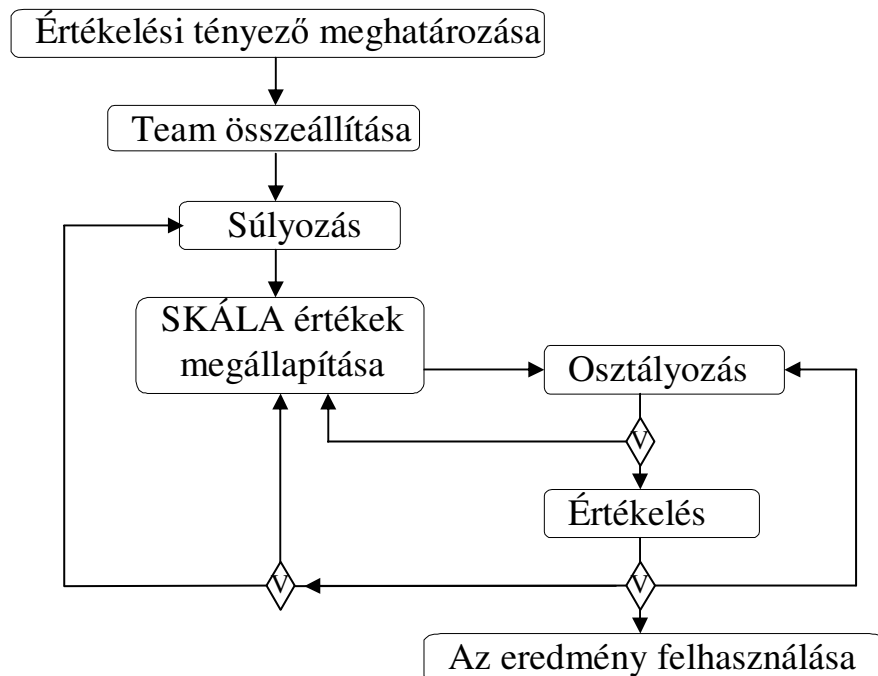 Értékelési tényező meghatározása
Team összeállítása
Súlyozás
SKÁLA értékek
megállapítása
Osztályozás
V
Értékelés
V
V
Az eredmény felhasználása